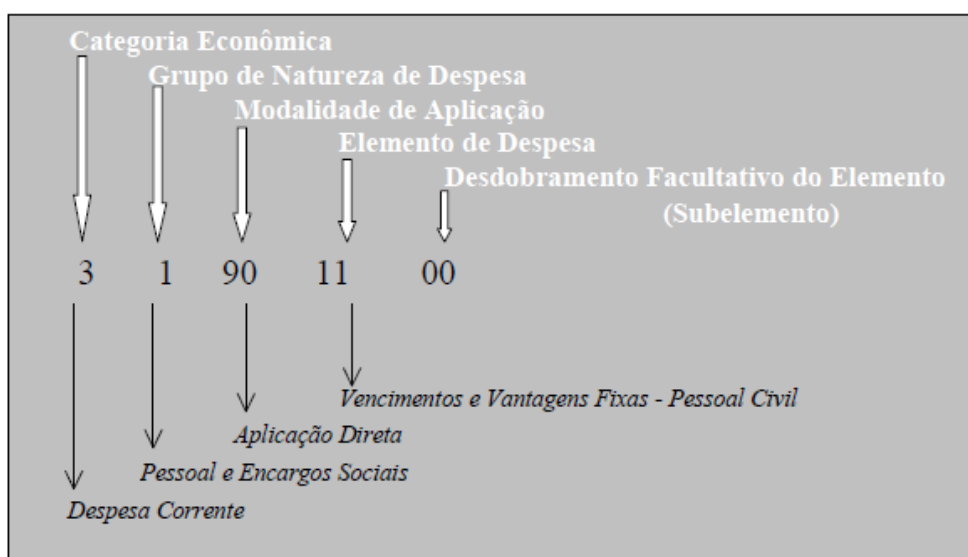 Categoria Econômica
Grupo de Natureza de Despesa
Modalidade de Aplicação
Elemento de Despesa
Desdobramento Facultativo do Elemento
(Subelemento)
3 1 90 11 00
Vencimentos e Vantagens Fixas - Pessoal Civil
Aplicação Direta
Pessoal e Encargos Sociais
Despesa Corrente